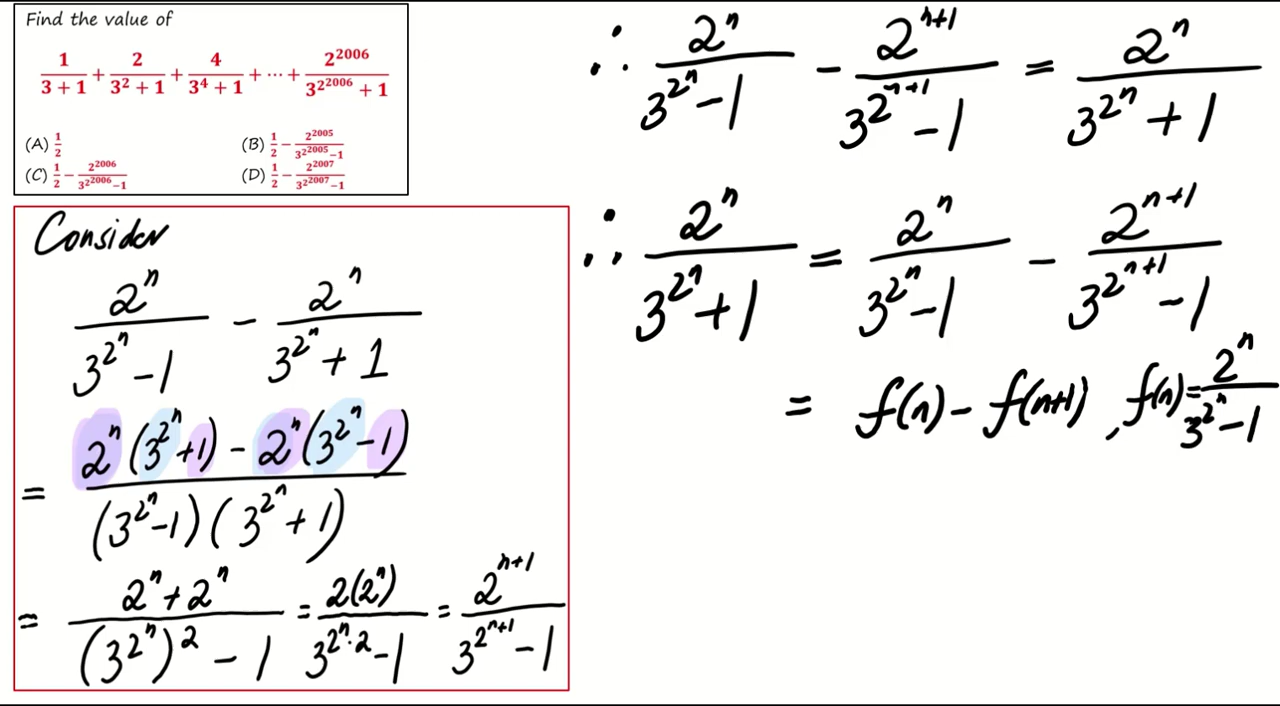 Find the value of
1/(3 + 1) + 2/(3^2 + 1) + 4/(3^4 + 1) + ⋯ + 2^2006/(3^(2^2006) + 1)
(A) 1/2 (B) 1/2 − 2^2005/(3^(2^2005) − 1)
(C) 1/2 − 2^2006/(3^(2^2006) − 1) (D) 1/2 − 2^2007/(3^(2^2007) − 1)
Consider
2^n/(3^(2^n) − 1) − 2^n/(3^(2^n) + 1)
= (2^n (3^(2^n) + 1) − 2^n (3^(2^n) − 1))/((3^(2^n) − 1)(3^(2^n) + 1))
= (2^n + 2^n)/((3^(2^n))^2 − 1) = 2(2^n)/(3^(2^n·2) − 1) = 2^(n+1)/(3^(2^(n+1)) − 1)
∴ 2^n/(3^(2^n) − 1) − 2^(n+1)/(3^(2^(n+1)) − 1) = 2^n/(3^(2^n) + 1)
∴ 2^n/(3^(2^n) + 1) = 2^n/(3^(2^n) − 1) − 2^(n+1)/(3^(2^(n+1)) − 1)
= f(n) − f(n+1) , f(n) = 2^n/(3^(2^n) − 1)